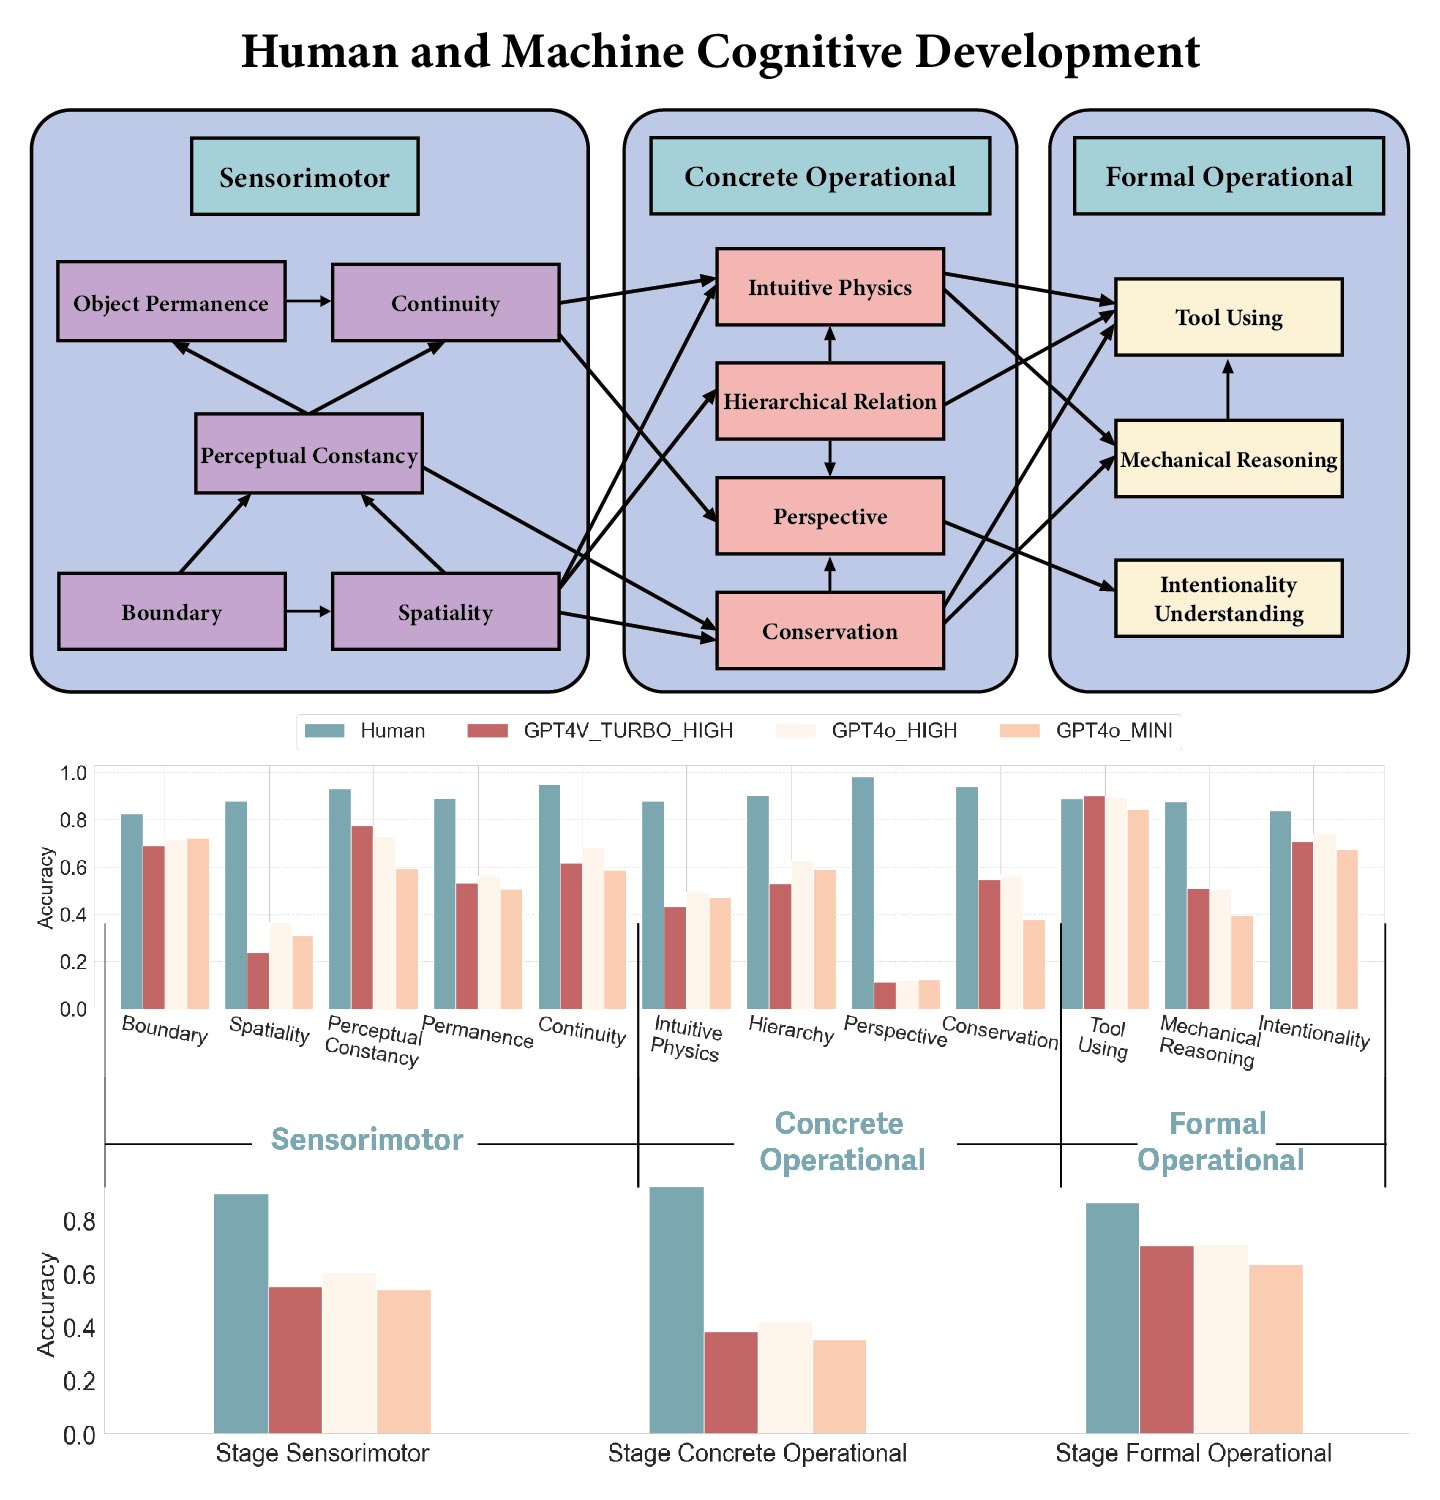 Human and Machine Cognitive Development
Sensorimotor
Concrete Operational
Formal Operational
Object Permanence
Continuity
Perceptual Constancy
Boundary
Spatiality
Intuitive Physics
Hierarchical Relation
Perspective
Conservation
Tool Using
Mechanical Reasoning
Intentionality
Understanding
Human
GPT4V_TURBO_HIGH
GPT4o_HIGH
GPT4o_MINI
Accuracy
1.0
0.8
0.6
0.4
0.2
0.0
Boundary
Spatiality
Perceptual
Constancy
Permanence
Continuity
Intuitive
Physics
Hierarchy
Perspective
Conservation
Tool
Using
Mechanical
Reasoning
Intentionality
Sensorimotor
Concrete
Operational
Formal
Operational
Accuracy
0.8
0.6
0.4
0.2
0.0
Stage Sensorimotor
Stage Concrete Operational
Stage Formal Operational